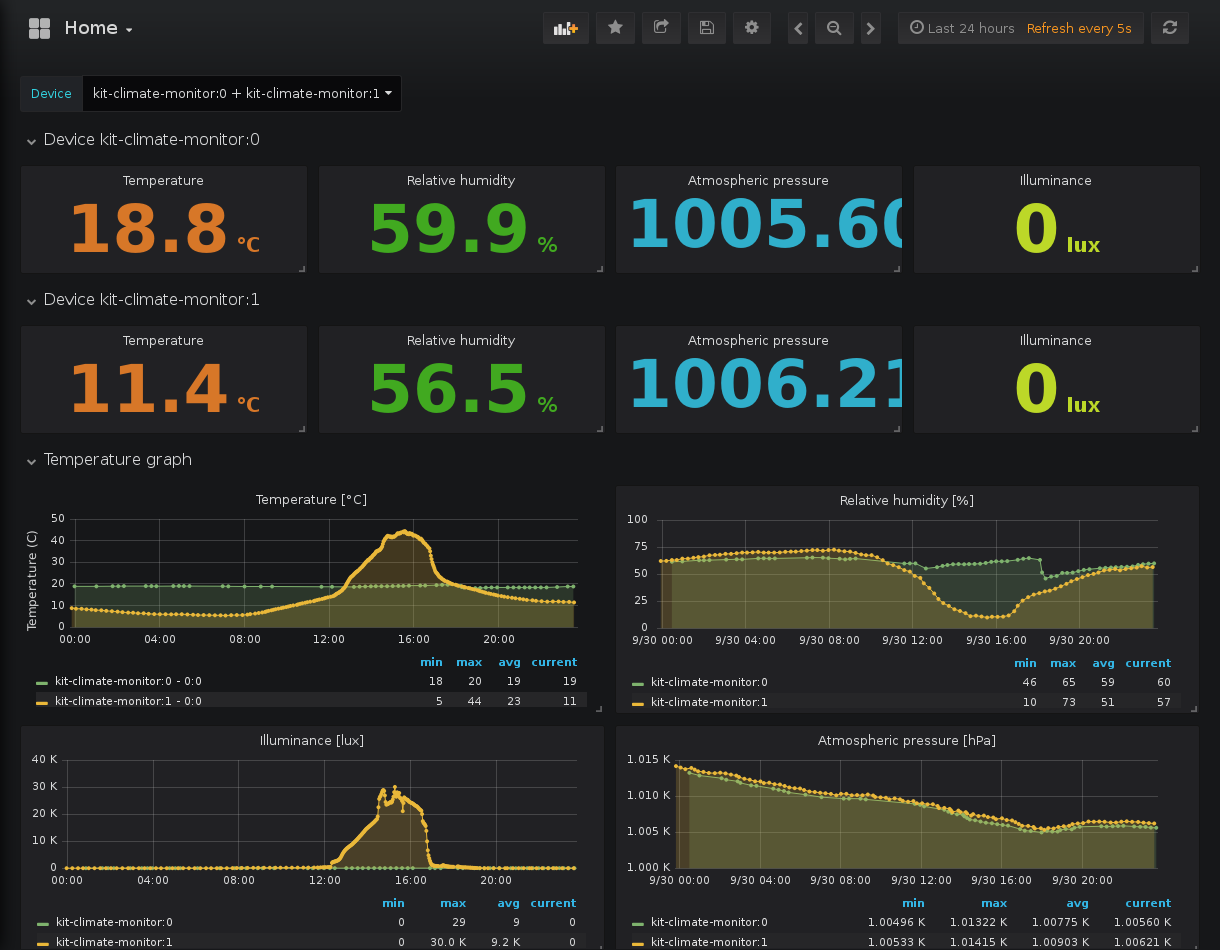 Home
Last 24 hours Refresh every 5s
Device kit-climate-monitor:0 + kit-climate-monitor:1
Device kit-climate-monitor:0
Temperature Relative humidity Atmospheric pressure Illuminance
18.8 °C 59.9 % 1005.60 0 lux
Device kit-climate-monitor:1
Temperature Relative humidity Atmospheric pressure Illuminance
11.4 °C 56.5 % 1006.21 0 lux
Temperature graph
Temperature [°C]
Temperature (C)
50
40
30
20
10
0
00:00 04:00 08:00 12:00 16:00 20:00
min max avg current
kit-climate-monitor:0 - 0:0 18 20 19 19
kit-climate-monitor:1 - 0:0 5 44 23 11
Relative humidity [%]
100
75
50
25
0
9/30 00:00 9/30 04:00 9/30 08:00 9/30 12:00 9/30 16:00 9/30 20:00
min max avg current
kit-climate-monitor:0 46 65 59 60
kit-climate-monitor:1 10 73 51 57
Illuminance [lux]
40 K
30 K
20 K
10 K
0
00:00 04:00 08:00 12:00 16:00 20:00
min max avg current
kit-climate-monitor:0 0 29 9 0
kit-climate-monitor:1 0 30.0 K 9.2 K 0
Atmospheric pressure [hPa]
1.015 K
1.010 K
1.005 K
1.000 K
9/30 00:00 9/30 04:00 9/30 08:00 9/30 12:00 9/30 16:00 9/30 20:00
min max avg current
kit-climate-monitor:0 1.00496 K 1.01322 K 1.00775 K 1.00560 K
kit-climate-monitor:1 1.00533 K 1.01415 K 1.00903 K 1.00621 K